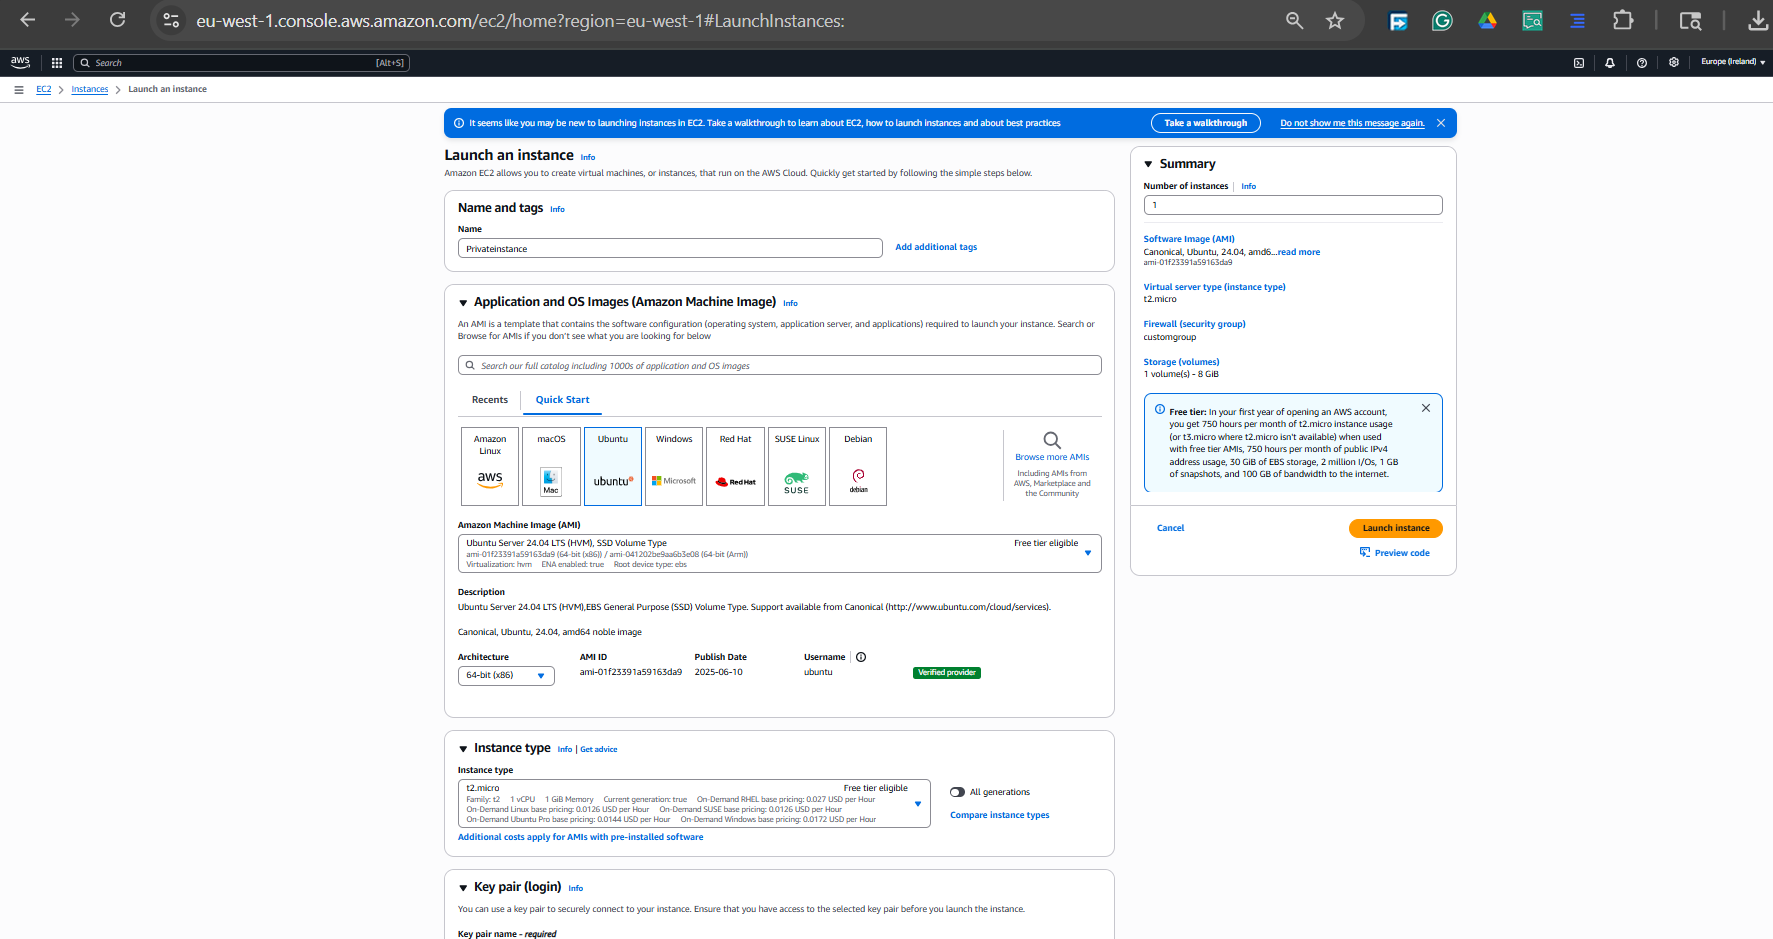 eu-west-1.console.aws.amazon.com/ec2/home?region=eu-west-1#LaunchInstances:
aws Search [Alt+S] Europe (Ireland)
EC2 > Instances > Launch an instance
It seems like you may be new to launching instances in EC2. Take a walkthrough to learn about EC2, how to launch instances and about best practices Take a walkthrough Do not show me this message again.
Launch an instance Info
Amazon EC2 allows you to create virtual machines, or instances, that run on the AWS Cloud. Quickly get started by following the simple steps below.
Name and tags Info
Name
Privateinstance Add additional tags
Application and OS Images (Amazon Machine Image) Info
An AMI is a template that contains the software configuration (operating system, application server, and applications) required to launch your instance. Search or
Browse for AMIs if you don't see what you are looking for below
Search our full catalog including 1000s of application and OS images
Recents Quick Start
Amazon
Linux
aws
macOS
Mac
Ubuntu
ubuntu
Windows
Microsoft
Red Hat
Red Hat
SUSE Linux
SUSE
Debian
debian
Browse more AMIs
Including AMIs from
AWS, Marketplace and
the Community
Amazon Machine Image (AMI)
Ubuntu Server 24.04 LTS (HVM), SSD Volume Type Free tier eligible
ami-01f23391a59163da9 (64-bit (x86)) / ami-041202be9aa6b3e08 (64-bit (Arm))
Virtualization: hvm ENA enabled: true Root device type: ebs
Description
Ubuntu Server 24.04 LTS (HVM),EBS General Purpose (SSD) Volume Type. Support available from Canonical (http://www.ubuntu.com/cloud/services).
Canonical, Ubuntu, 24.04, amd64 noble image
Architecture AMI ID Publish Date Username
64-bit (x86) ami-01f23391a59163da9 2025-06-10 ubuntu Verified provider
Instance type Info | Get advice
Instance type
t2.micro Free tier eligible
Family: t2 1 vCPU 1 GiB Memory Current generation: true On-Demand RHEL base pricing: 0.027 USD per Hour
On-Demand Linux base pricing: 0.0126 USD per Hour On-Demand SUSE base pricing: 0.0126 USD per Hour
On-Demand Ubuntu Pro base pricing: 0.0144 USD per Hour On-Demand Windows base pricing: 0.0172 USD per Hour
All generations
Compare instance types
Additional costs apply for AMIs with pre-installed software
Key pair (login) Info
You can use a key pair to securely connect to your instance. Ensure that you have access to the selected key pair before you launch the instance.
Key pair name - required
Summary
Number of instances Info
1
Software Image (AMI)
Canonical, Ubuntu, 24.04, amd6...read more
ami-01f23391a59163da9
Virtual server type (instance type)
t2.micro
Firewall (security group)
customgroup
Storage (volumes)
1 volume(s) - 8 GiB
Free tier: In your first year of opening an AWS account,
you get 750 hours per month of t2.micro instance usage
(or t3.micro where t2.micro isn't available) when used
with free tier AMIs, 750 hours per month of public IPv4
address usage, 30 GiB of EBS storage, 2 million I/Os, 1 GB
of snapshots, and 100 GB of bandwidth to the internet.
Cancel Launch instance
Preview code